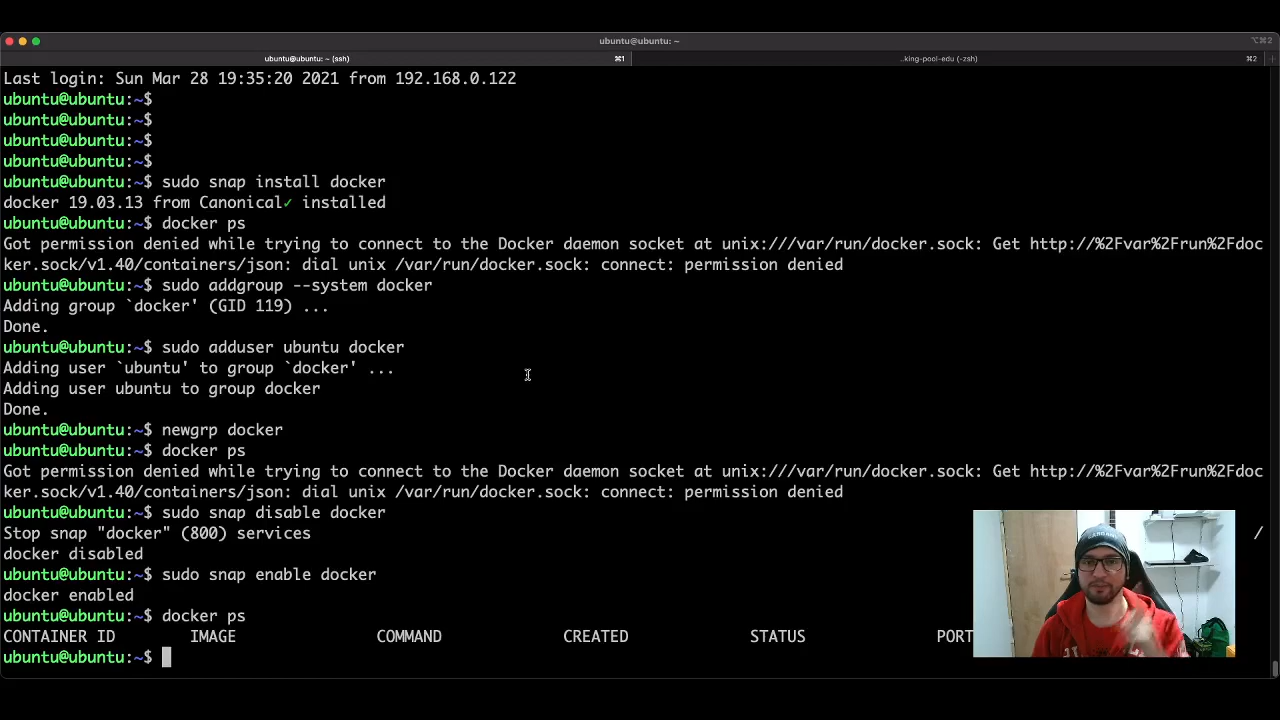 ubuntu@ubuntu: ~
⌥⌘2
ubuntu@ubuntu: ~ (ssh)
⌘1
..king-pool-edu (-zsh)
⌘2
Last login: Sun Mar 28 19:35:20 2021 from 192.168.0.122
ubuntu@ubuntu:~$
ubuntu@ubuntu:~$
ubuntu@ubuntu:~$
ubuntu@ubuntu:~$
ubuntu@ubuntu:~$ sudo snap install docker
docker 19.03.13 from Canonical✓ installed
ubuntu@ubuntu:~$ docker ps
Got permission denied while trying to connect to the Docker daemon socket at unix:///var/run/docker.sock: Get http://%2Fvar%2Frun%2Fdoc
ker.sock/v1.40/containers/json: dial unix /var/run/docker.sock: connect: permission denied
ubuntu@ubuntu:~$ sudo addgroup --system docker
Adding group `docker' (GID 119) ...
Done.
ubuntu@ubuntu:~$ sudo adduser ubuntu docker
Adding user `ubuntu' to group `docker' ...
Adding user ubuntu to group docker
Done.
ubuntu@ubuntu:~$ newgrp docker
ubuntu@ubuntu:~$ docker ps
Got permission denied while trying to connect to the Docker daemon socket at unix:///var/run/docker.sock: Get http://%2Fvar%2Frun%2Fdoc
ker.sock/v1.40/containers/json: dial unix /var/run/docker.sock: connect: permission denied
ubuntu@ubuntu:~$ sudo snap disable docker
Stop snap "docker" (800) services /
docker disabled
ubuntu@ubuntu:~$ sudo snap enable docker
docker enabled
ubuntu@ubuntu:~$ docker ps
CONTAINER ID IMAGE COMMAND CREATED STATUS PORT
ubuntu@ubuntu:~$